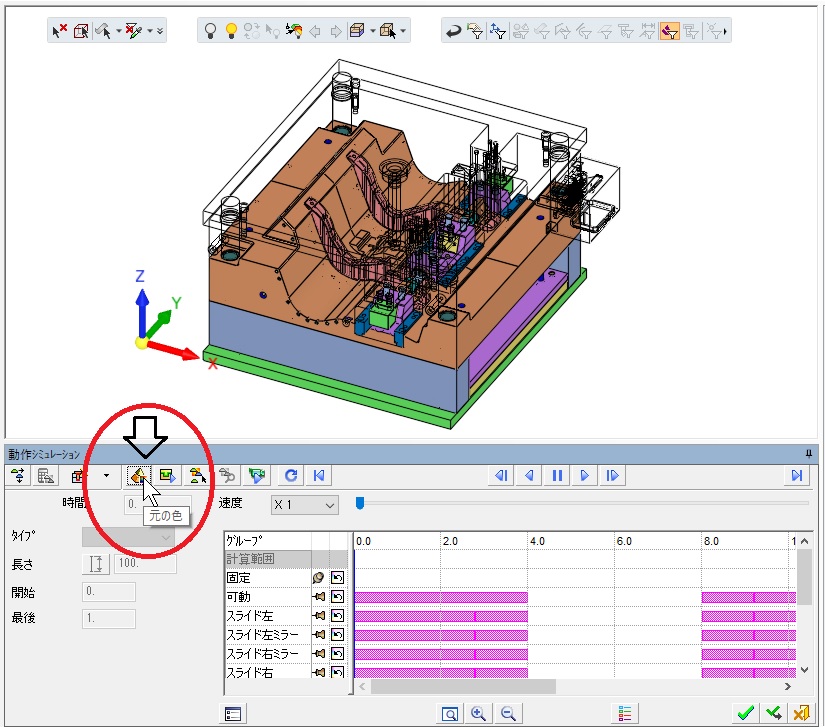 Z
Y
X
動作ｼﾐｭﾚｰｼｮﾝ
時間
0.
速度
X 1
元の色
ﾀｲﾌﾟ
長さ
100.
開始
0.
最後
1.
ｸﾞﾙｰﾌﾟ
0.0
2.0
4.0
6.0
8.0
1
計算範囲
固定
可動
スライド左
スライド左ミラー
スライド右ミラー
スライド右